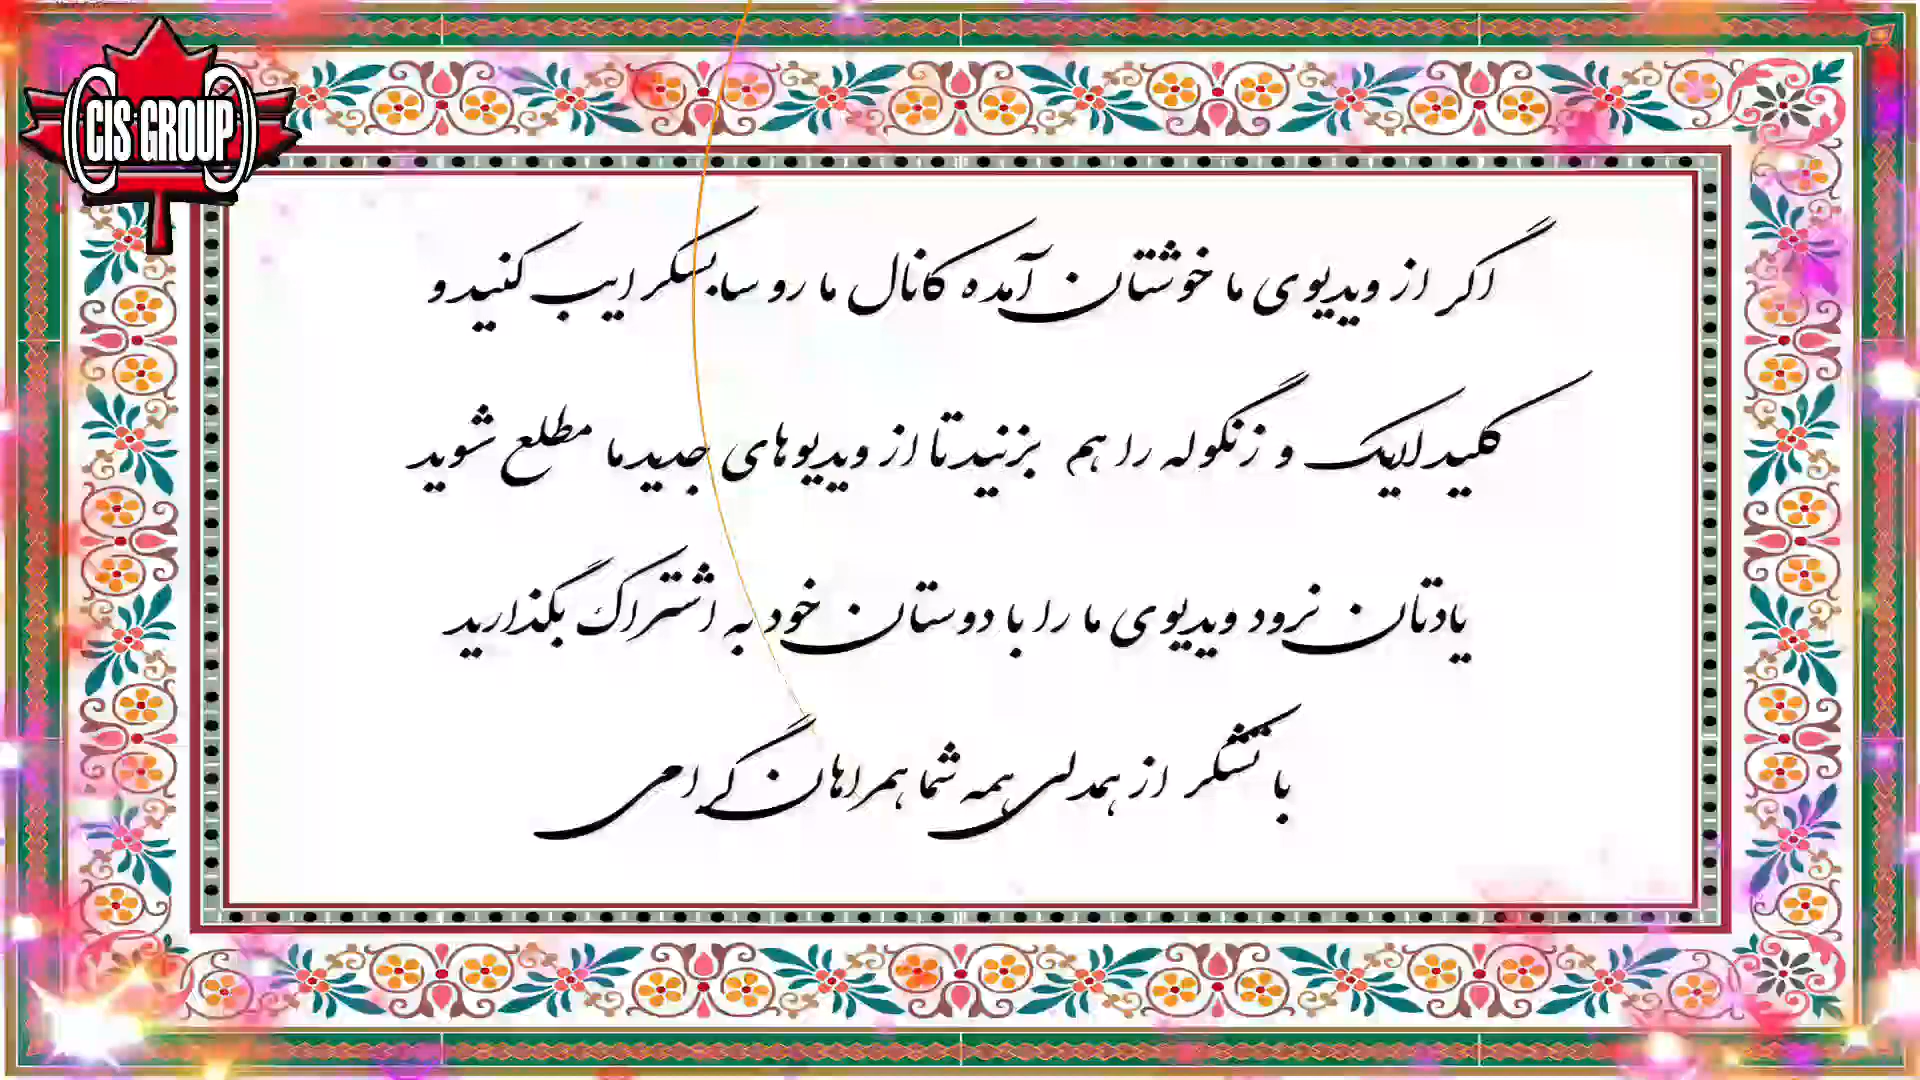 CIS GROUP
اگر از ویدیوی ما خوشتان آمده کانال ما رو سابسکرایب کنید و
کلید لایک و زنگوله را هم بزنید تا از ویدیوهای جدید ما مطلع شوید
یادتان نرود ویدیوی ما را با دوستان خود به اشتراک بگذارید
با تشکر از همدلی همه شما همراهان گرامی